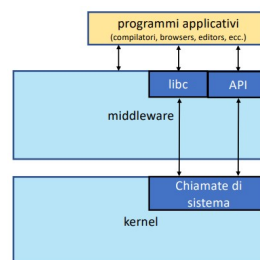 programmi applicativi
(compilatori, browsers, editors, ecc.)
libc
API
middleware
Chiamate di
sistema
kernel